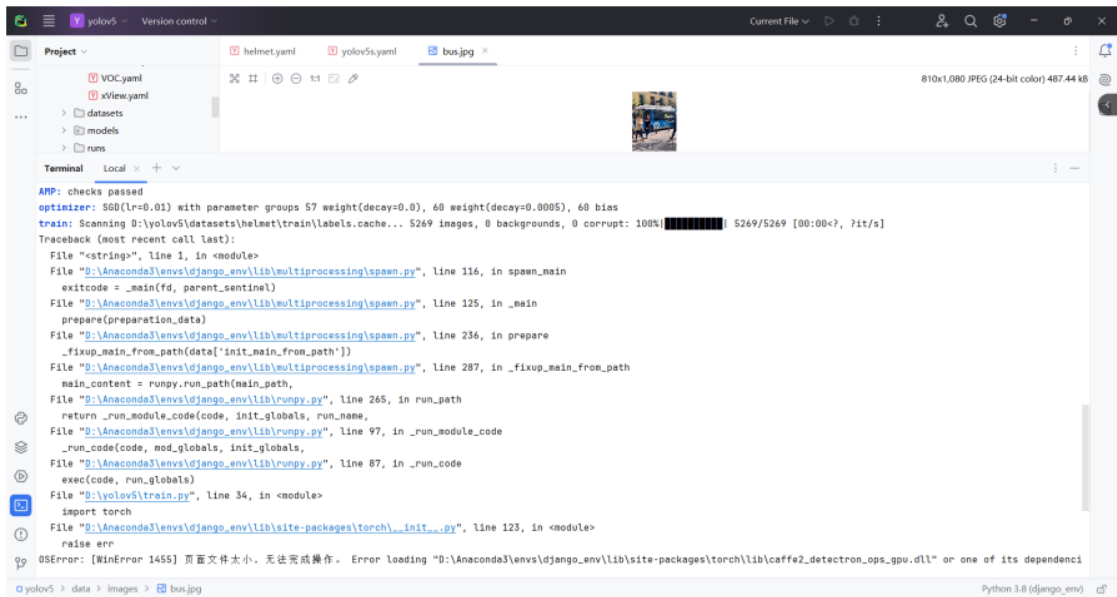 Y yolov5 Version control Current File
Project helmet.yaml yolov5s.yaml bus.jpg
VOC.yaml 1:1 810x1,080 JPEG (24-bit color) 487.44 kB
xView.yaml
datasets
models
runs
Terminal Local
AMP: checks passed
optimizer: SGD(lr=0.01) with parameter groups 57 weight(decay=0.0), 60 weight(decay=0.0005), 60 bias
train: Scanning D:\yolov5\datasets\helmet\train\labels.cache... 5269 images, 0 backgrounds, 0 corrupt: 100%|██████████| 5269/5269 [00:00<?, ?it/s]
Traceback (most recent call last):
File "<string>", line 1, in <module>
File "D:\Anaconda3\envs\django_env\lib\multiprocessing\spawn.py", line 116, in spawn_main
exitcode = _main(fd, parent_sentinel)
File "D:\Anaconda3\envs\django_env\lib\multiprocessing\spawn.py", line 125, in _main
prepare(preparation_data)
File "D:\Anaconda3\envs\django_env\lib\multiprocessing\spawn.py", line 236, in prepare
_fixup_main_from_path(data['init_main_from_path'])
File "D:\Anaconda3\envs\django_env\lib\multiprocessing\spawn.py", line 287, in _fixup_main_from_path
main_content = runpy.run_path(main_path,
File "D:\Anaconda3\envs\django_env\lib\runpy.py", line 265, in run_path
return _run_module_code(code, init_globals, run_name,
File "D:\Anaconda3\envs\django_env\lib\runpy.py", line 97, in _run_module_code
_run_code(code, mod_globals, init_globals,
File "D:\Anaconda3\envs\django_env\lib\runpy.py", line 87, in _run_code
exec(code, run_globals)
File "D:\yolov5\train.py", line 34, in <module>
import torch
File "D:\Anaconda3\envs\django_env\lib\site-packages\torch\__init__.py", line 123, in <module>
raise err
OSError: [WinError 1455] 页面文件太小，无法完成操作。 Error loading "D:\Anaconda3\envs\django_env\lib\site-packages\torch\lib\caffe2_detectron_ops_gpu.dll" or one of its dependenci
yolov5 > data > images > bus.jpg Python 3.8 (django_env)